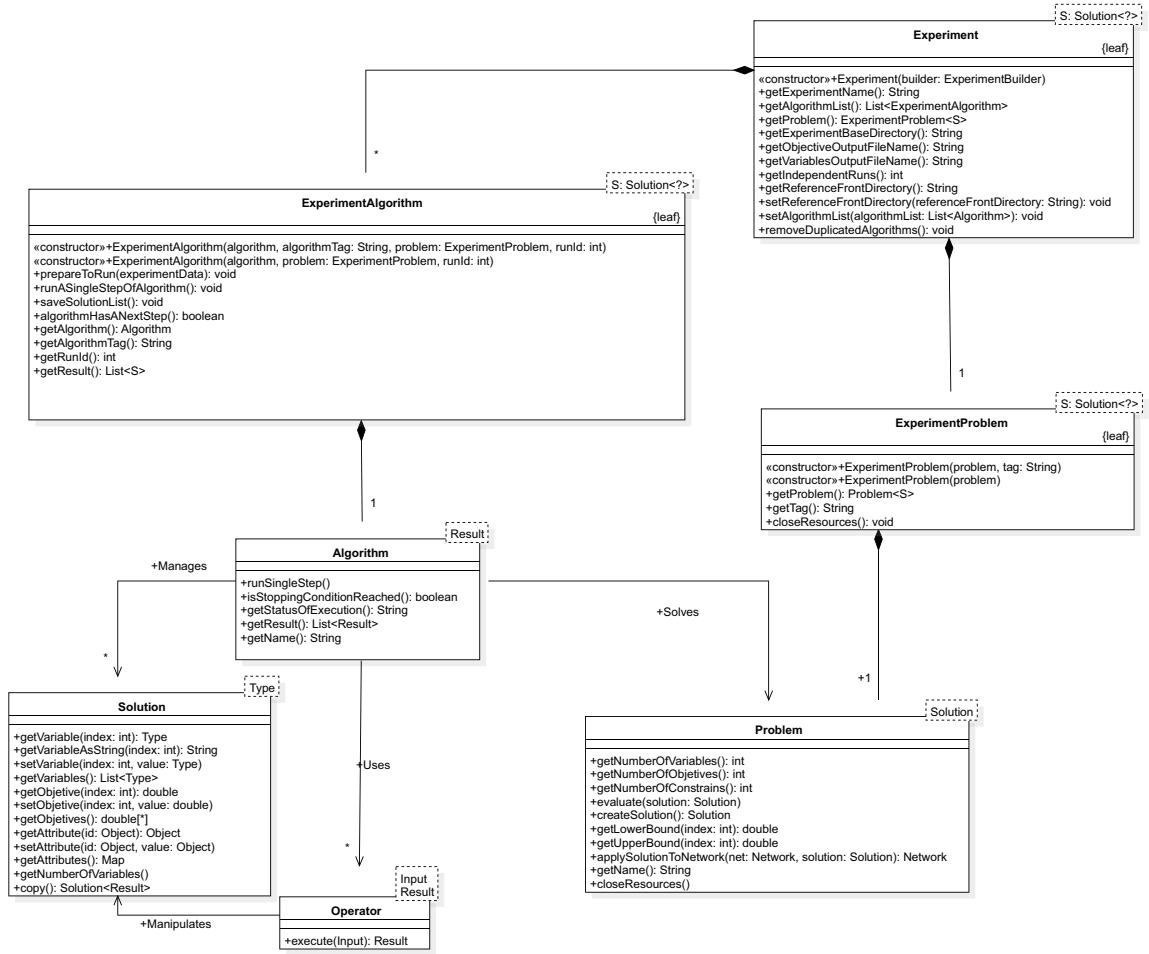 S: Solution<?>
Experiment
{leaf}
«constructor»+Experiment(builder: ExperimentBuilder)
+getExperimentName(): String
+getAlgorithmList(): List<ExperimentAlgorithm>
+getProblem(): ExperimentProblem<S>
+getExperimentBaseDirectory(): String
+getObjectiveOutputFileName(): String
+getVariablesOutputFileName(): String
+getIndependentRuns(): int
+getReferenceFrontDirectory(): String
+setReferenceFrontDirectory(referenceFrontDirectory: String): void
+setAlgorithmList(algorithmList: List<Algorithm>): void
+removeDuplicatedAlgorithms(): void
*
S: Solution<?>
ExperimentAlgorithm
{leaf}
«constructor»+ExperimentAlgorithm(algorithm, algorithmTag: String, problem: ExperimentProblem, runId: int)
«constructor»+ExperimentAlgorithm(algorithm, problem: ExperimentProblem, runId: int)
+prepareToRun(experimentData): void
+runASingleStepOfAlgorithm(): void
+saveSolutionList(): void
+algorithmHasANextStep(): boolean
+getAlgorithm(): Algorithm
+getAlgorithmTag(): String
+getRunId(): int
+getResult(): List<S>
1
S: Solution<?>
ExperimentProblem
{leaf}
«constructor»+ExperimentProblem(problem, tag: String)
«constructor»+ExperimentProblem(problem)
+getProblem(): Problem<S>
+getTag(): String
+closeResources(): void
1
Result
Algorithm
+runSingleStep()
+isStoppingConditionReached(): boolean
+getStatusOfExecution(): String
+getResult(): List<Result>
+getName(): String
+Manages
*
+Solves
+1
Type
Solution
+getVariable(index: int): Type
+getVariableAsString(index: int): String
+setVariable(index: int, value: Type)
+getVariables(): List<Type>
+getObjetive(index: int): double
+setObjetive(index: int, value: double)
+getObjetives(): double[*]
+getAttribute(id: Object): Object
+setAttribute(id: Object, value: Object)
+getAttributes(): Map
+getNumberOfVariables()
+copy(): Solution<Result>
+Uses
*
Solution
Problem
+getNumberOfVariables(): int
+getNumberOfObjetives(): int
+getNumberOfConstrains(): int
+evaluate(solution: Solution)
+createSolution(): Solution
+getLowerBound(index: int): double
+getUpperBound(index: int): double
+applySolutionToNetwork(net: Network, solution: Solution): Network
+getName(): String
+closeResources()
Input
Result
Operator
+execute(Input): Result
+Manipulates